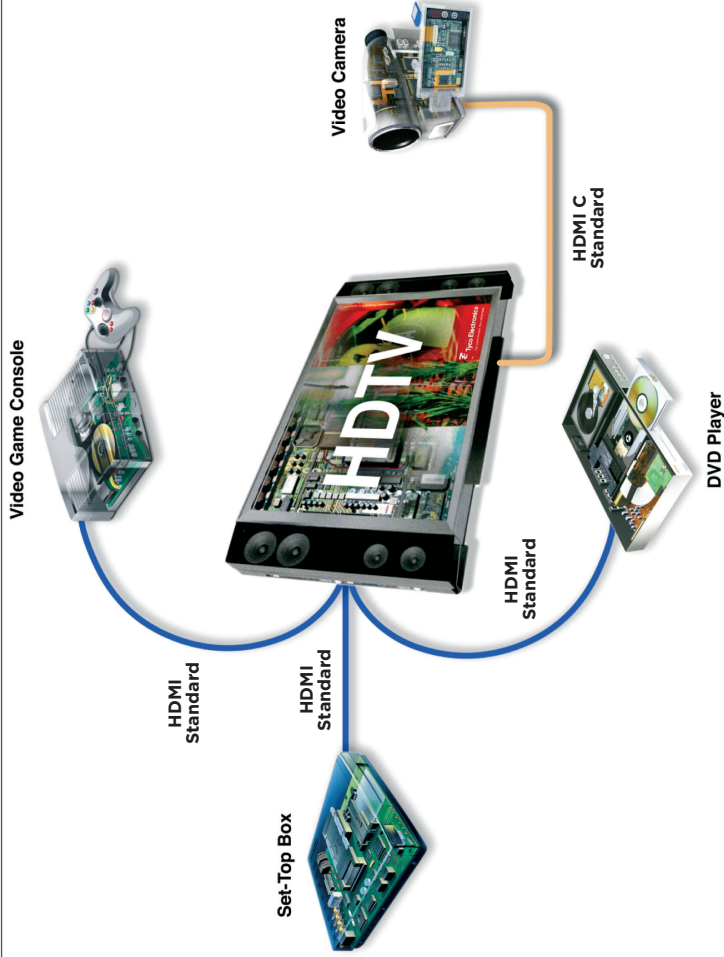 Video Game Console
Video Camera
HDMI
Standard
HDMI
Standard
HDTV
Tyco Electronics
HDMI C
Standard
HDMI
Standard
Set-Top Box
DVD Player